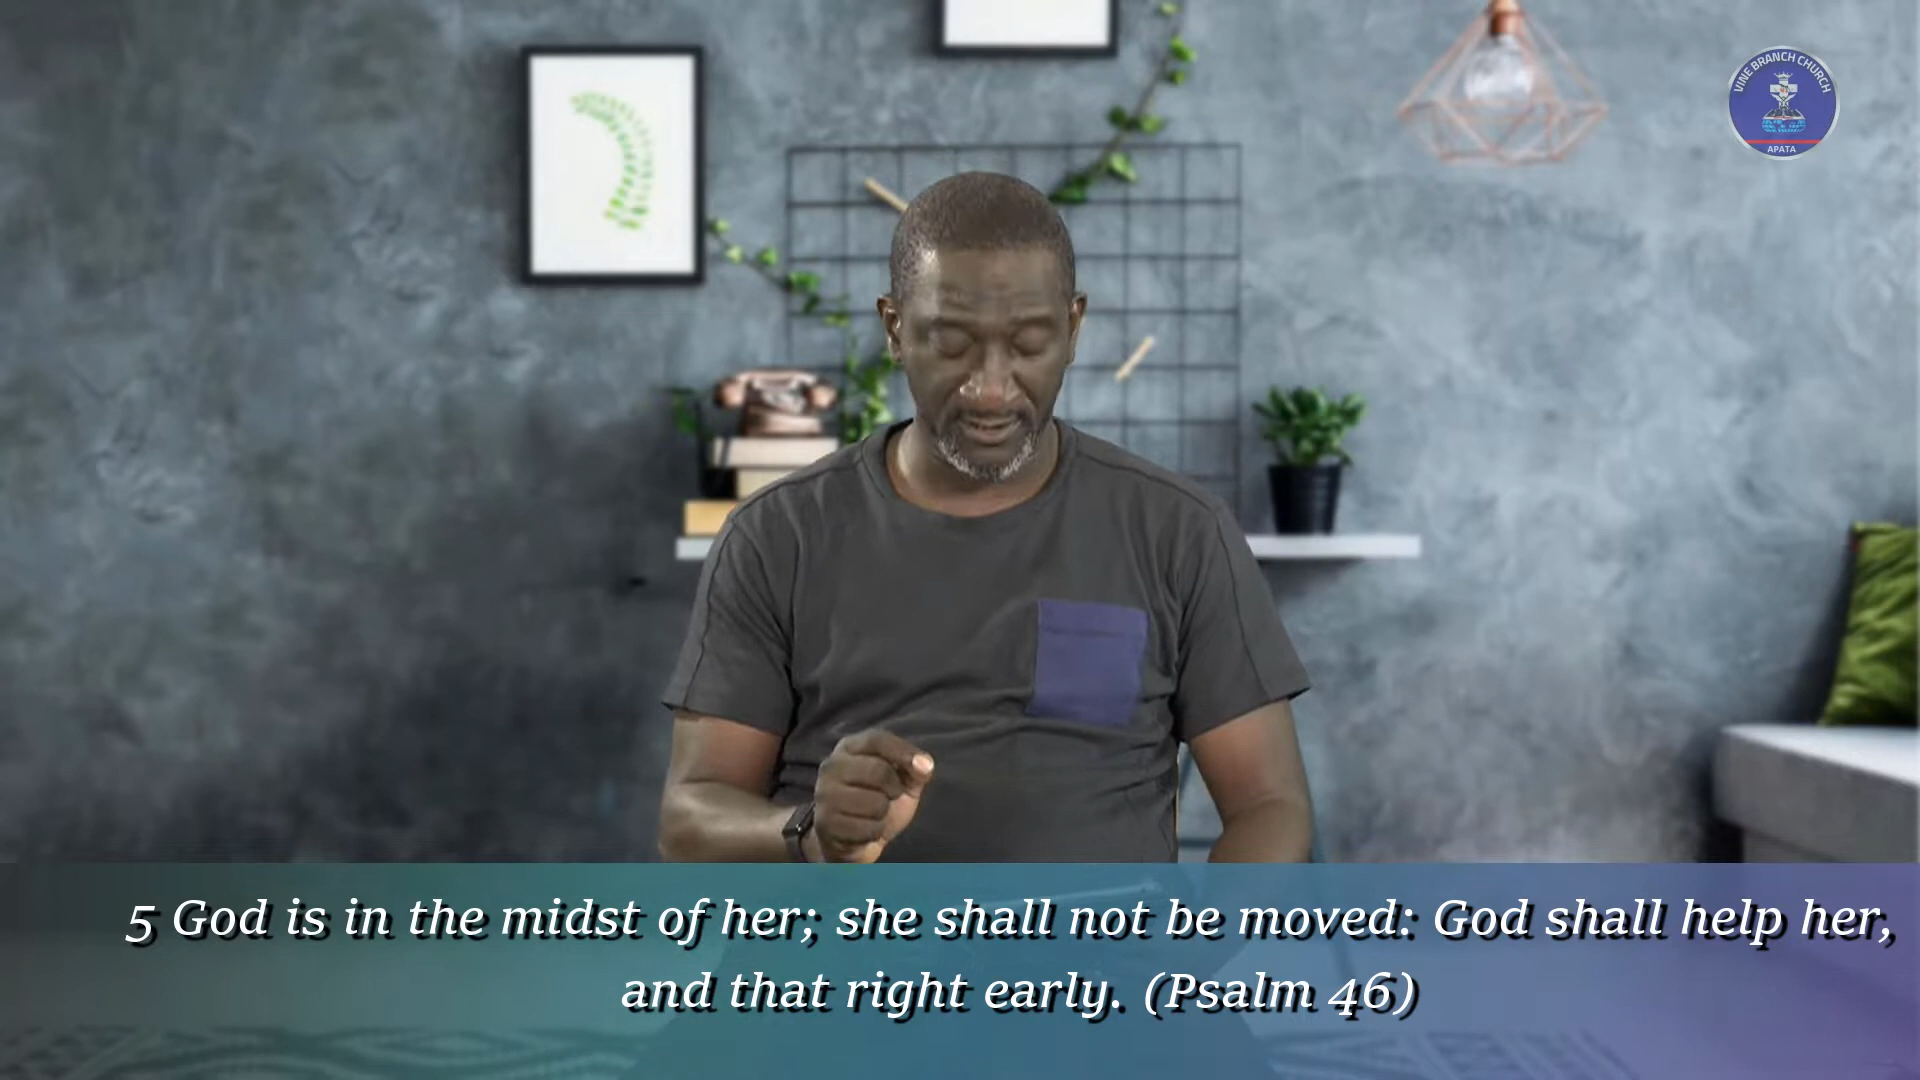 VINE BRANCH CHURCH
APATA
5 God is in the midst of her; she shall not be moved: God shall help her,
and that right early. (Psalm 46)